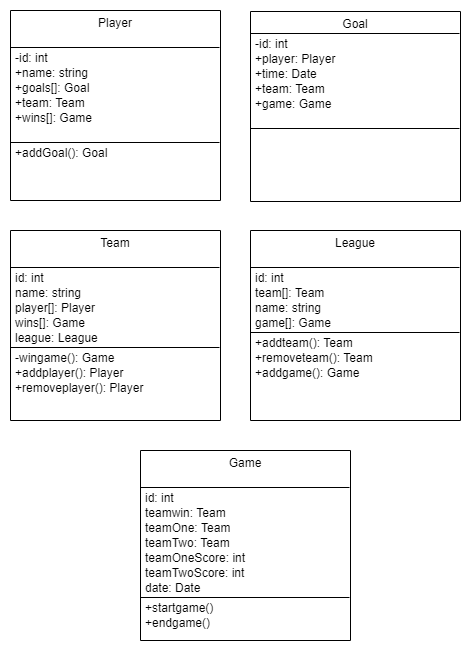 Player
-id: int
+name: string
+goals[]: Goal
+team: Team
+wins[]: Game
+addGoal(): Goal
Goal
-id: int
+player: Player
+time: Date
+team: Team
+game: Game
Team
id: int
name: string
player[]: Player
wins[]: Game
league: League
-wingame(): Game
+addplayer(): Player
+removeplayer(): Player
League
id: int
team[]: Team
name: string
game[]: Game
+addteam(): Team
+removeteam(): Team
+addgame(): Game
Game
id: int
teamwin: Team
teamOne: Team
teamTwo: Team
teamOneScore: int
teamTwoScore: int
date: Date
+startgame()
+endgame()